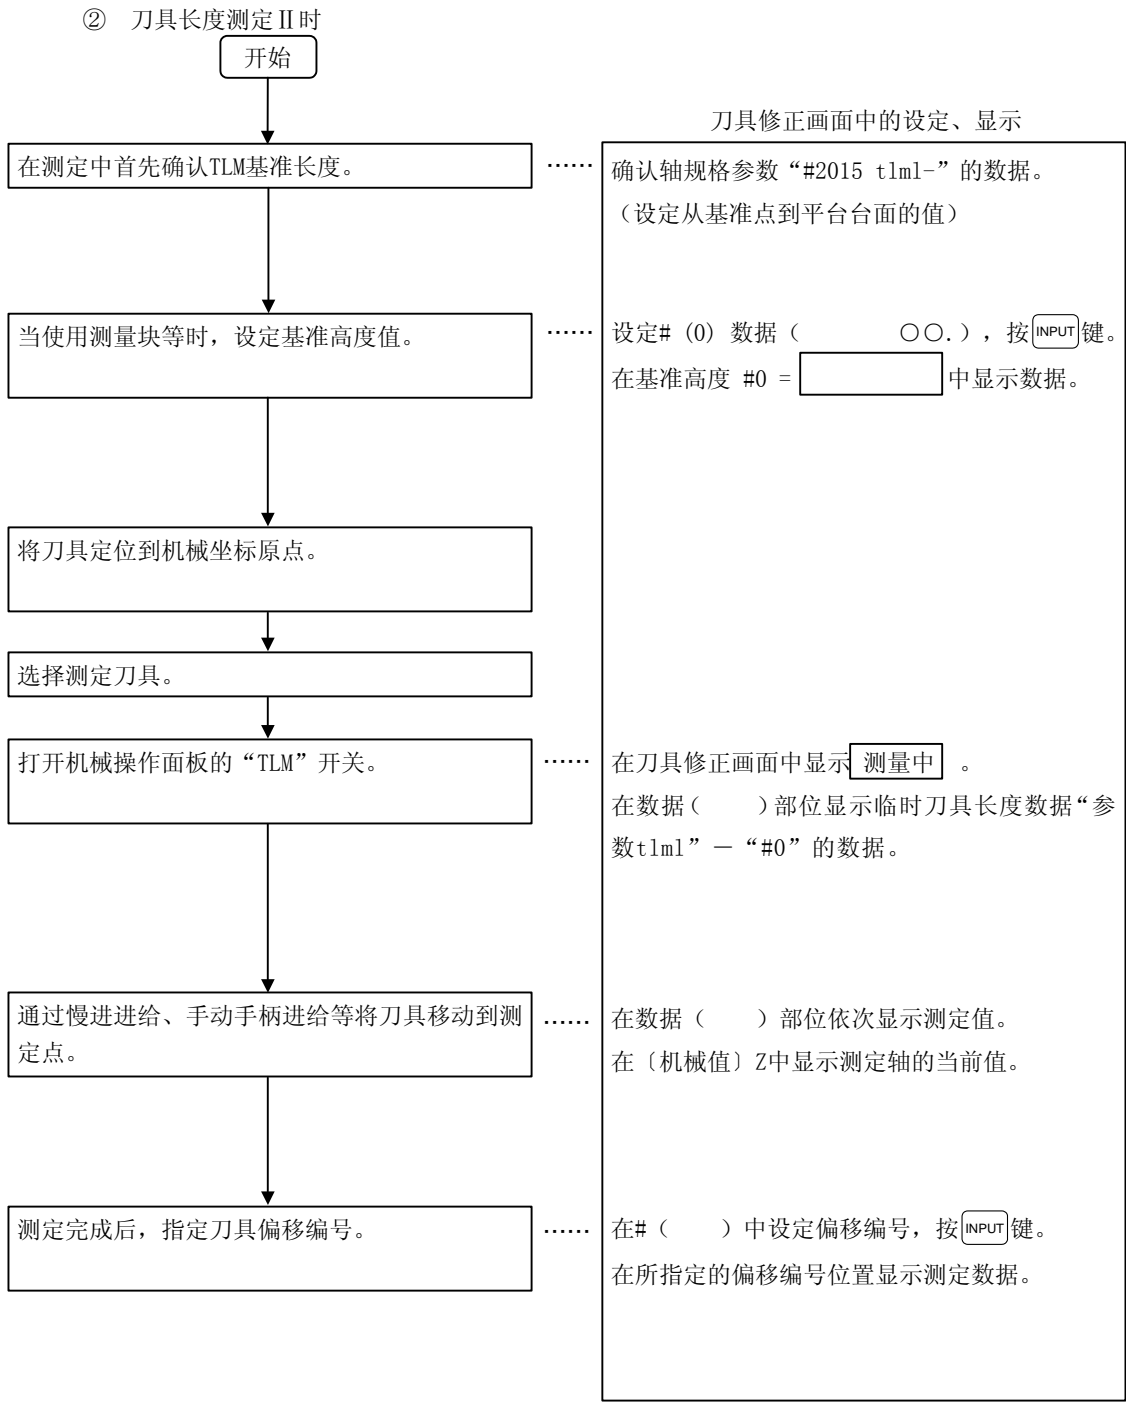 ② 刀具长度测定Ⅱ时
开始
刀具修正画面中的设定、显示
在测定中首先确认TLM基准长度。
…… 确认轴规格参数“#2015 tlml-”的数据。
（设定从基准点到平台台面的值）
当使用测量块等时，设定基准高度值。
…… 设定# (0) 数据（ ○○.），按INPUT键。
在基准高度 #0 = 中显示数据。
将刀具定位到机械坐标原点。
选择测定刀具。
打开机械操作面板的“TLM”开关。
…… 在刀具修正画面中显示 测量中 。
在数据（ ）部位显示临时刀具长度数据“参
数tlml”－“#0”的数据。
通过慢进进给、手动手柄进给等将刀具移动到测
定点。
…… 在数据（ ）部位依次显示测定值。
在〔机械值〕Z中显示测定轴的当前值。
测定完成后，指定刀具偏移编号。
…… 在#（ ）中设定偏移编号，按INPUT键。
在所指定的偏移编号位置显示测定数据。